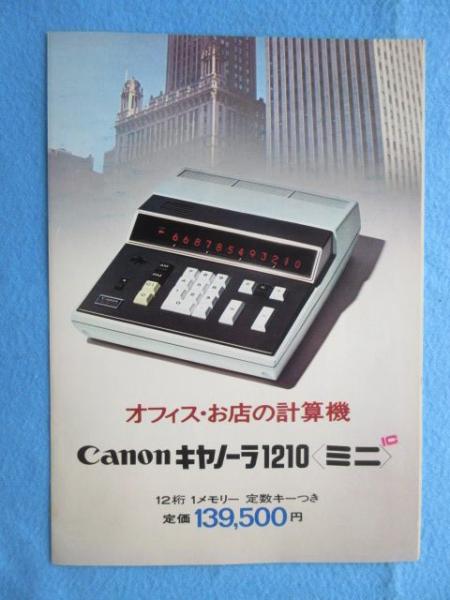 668785493210
オフィス・お店の計算機
Canon キヤノーラ1210〈ミニ〉IC
12桁 1メモリー 定数キーつき
定価 139,500円